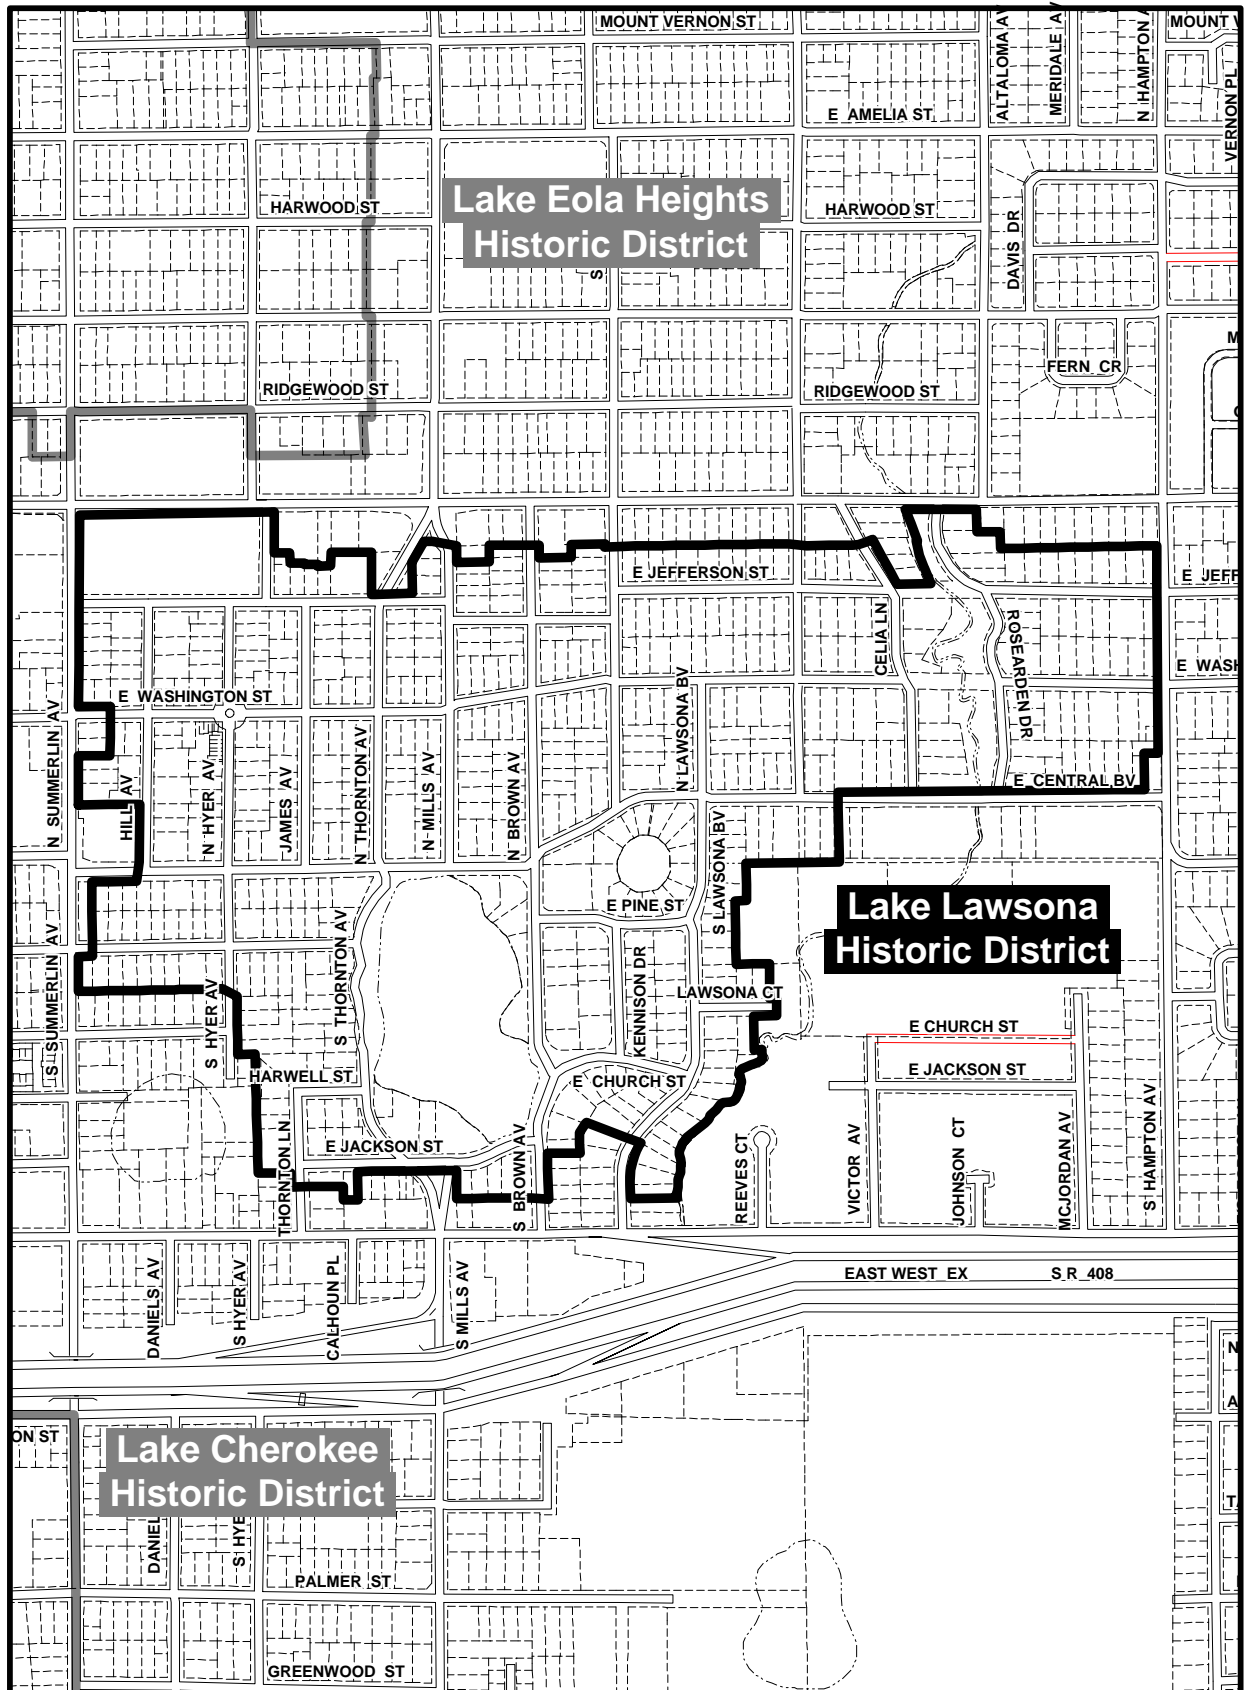 MOUNT VERNON ST
ALTALOMA AV
MERIDALE AV
N HAMPTON A
MOUNT V
VERNON PL
E AMELIA ST
Lake Eola Heights
Historic District
HARWOOD ST
HARWOOD ST
DAVIS DR
S
RIDGEWOOD ST
RIDGEWOOD ST
FERN CR
M
E JEFFERSON ST
E JEFF
CELIA LN
ROSEARDEN DR
E WASH
E WASHINGTON ST
N LAWSONA BV
N SUMMERLIN AV
HILL AV
N HYER AV
JAMES AV
N THORNTON AV
N MILLS AV
N BROWN AV
E CENTRAL BV
S LAWSONA BV
E PINE ST
Lake Lawsona
Historic District
S SUMMERLIN AV
S HYER AV
S THORNTON AV
KENNISON DR
LAWSONA CT
E CHURCH ST
HARWELL ST
E CHURCH ST
E JACKSON ST
E JACKSON ST
THORNTON LN
S BROWN AV
REEVES CT
VICTOR AV
JOHNSON CT
MCJORDAN AV
S HAMPTON AV
DANIELS AV
S HYER AV
CALHOUN PL
S MILLS AV
EAST WEST EX
S R 408
N
A
ON ST
Lake Cherokee
Historic District
DANIEL
S HYE
PALMER ST
GREENWOOD ST